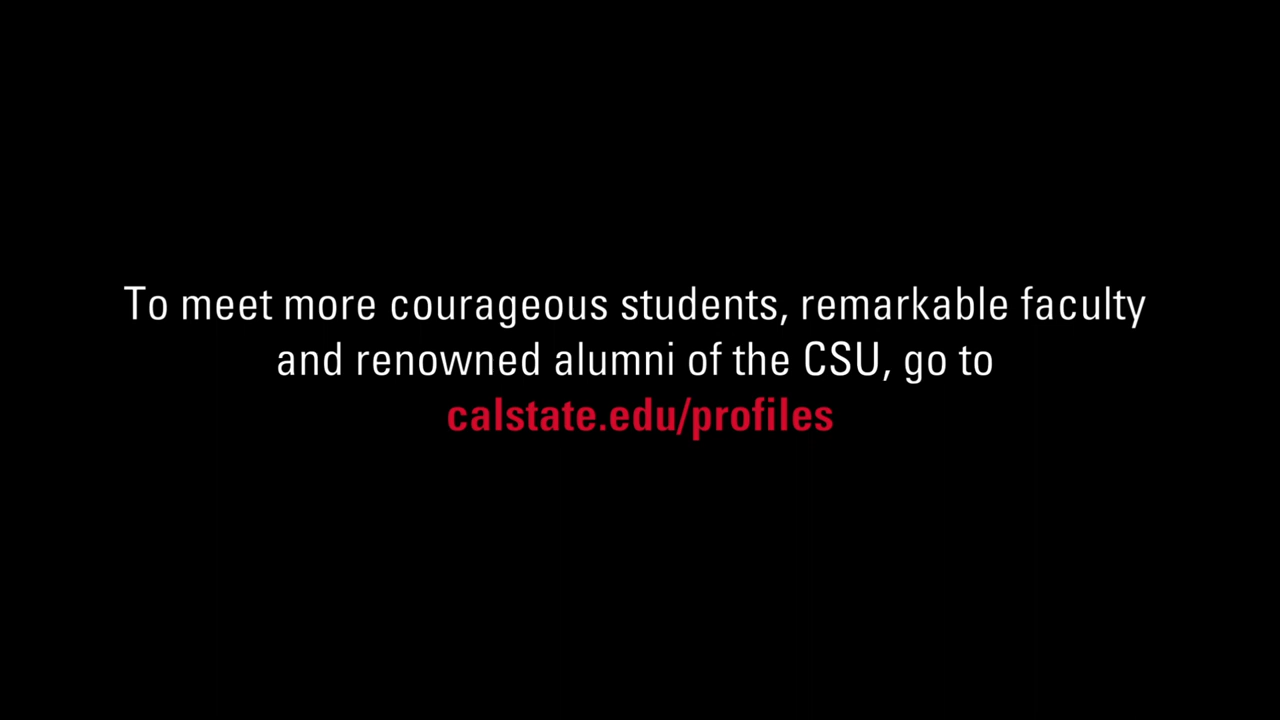 To meet more courageous students, remarkable faculty
and renowned alumni of the CSU, go to
calstate.edu/profiles